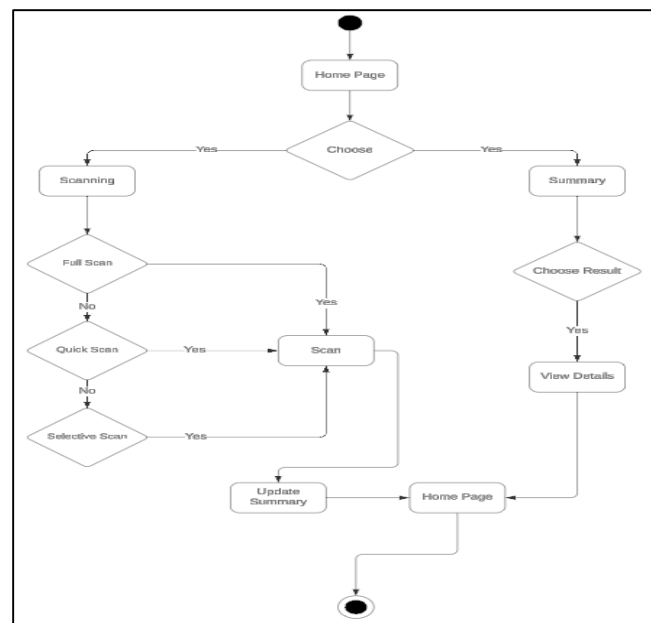 Home Page
Choose
Yes
Yes
Scanning
Summary
Full Scan
Choose Result
Yes
No
Yes
Quick Scan
Yes
Scan
View Details
No
Selective Scan
Yes
Update
Summary
Home Page